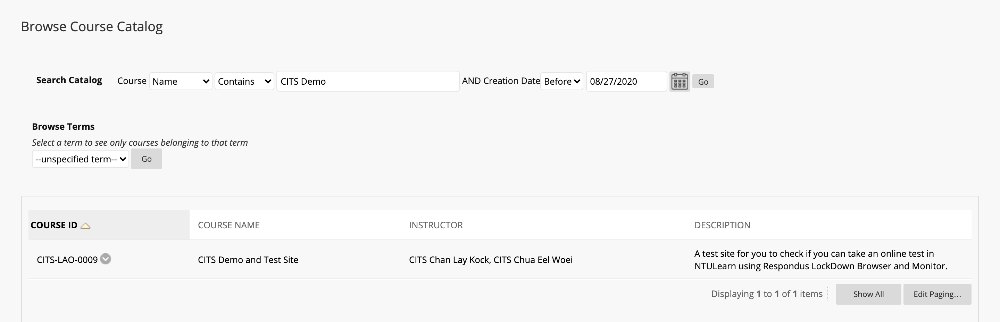 Browse Course Catalog
Search Catalog Course Name Contains CITS Demo AND Creation Date Before 08/27/2020 Go
Browse Terms
Select a term to see only courses belonging to that term
--unspecified term-- Go
COURSE ID COURSE NAME INSTRUCTOR DESCRIPTION
CITS-LAO-0009 CITS Demo and Test Site CITS Chan Lay Kock, CITS Chua Eel Woei A test site for you to check if you can take an online test in
NTULearn using Respondus LockDown Browser and Monitor.
Displaying 1 to 1 of 1 items Show All Edit Paging...